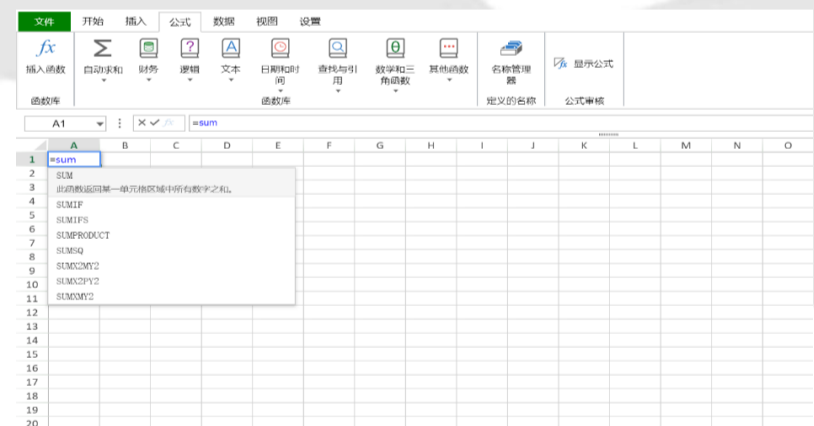 文件 开始 插入 公式 数据 视图 设置
fx Σ ? A θ
插入函数 自动求和 财务 逻辑 文本 日期和时间 查找与引用 数学和三角函数 其他函数 名称管理器 fx 显示公式
函数库 函数库 定义的名称 公式审核
A1 fx =sum
A B C D E F G H I J K L M N O
1 =sum
2 SUM
3 此函数返回某一单元格区域中所有数字之和。
4 SUMIF
5 SUMIFS
6 SUMPRODUCT
7
8 SUMSQ
9 SUMX2MY2
10 SUMX2PY2
11 SUMXMY2
12
13
14
15
16
17
18
19
20